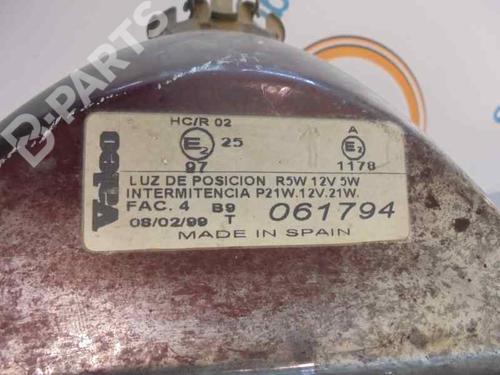 B-PARTS
HC/R 02
A
E2 25
E2
97
1178
Valeo
LUZ DE POSICION R5W 12V 5W
INTERMITENCIA P21W.12V.21W.
FAC. 4 B9
061794
08/02/99 T
MADE IN SPAIN